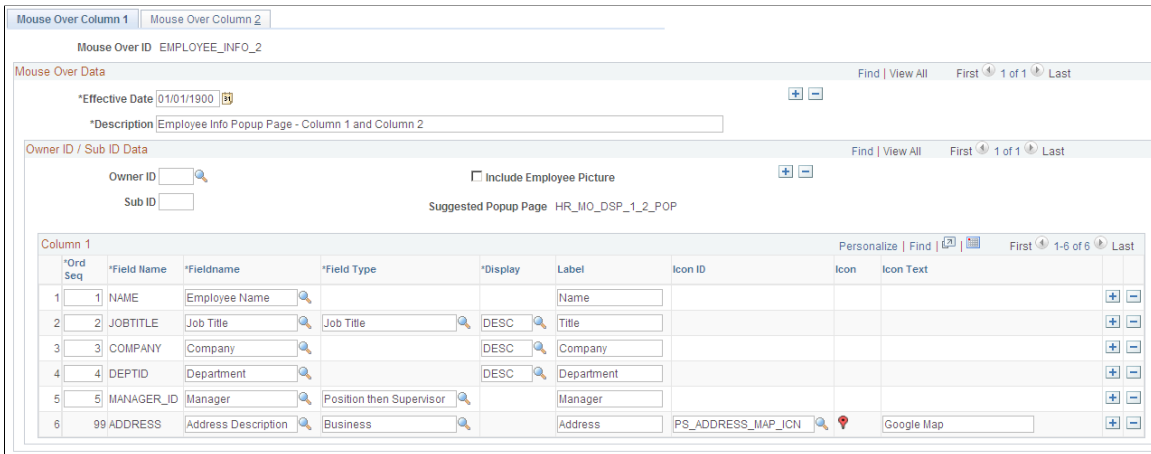 Mouse Over Column 1 Mouse Over Column 2
Mouse Over ID EMPLOYEE_INFO_2
Mouse Over Data Find | View All First 1 of 1 Last
*Effective Date 01/01/1900 31
*Description Employee Info Popup Page - Column 1 and Column 2
Owner ID / Sub ID Data Find | View All First 1 of 1 Last
Owner ID Include Employee Picture
Sub ID Suggested Popup Page HR_MO_DSP_1_2_POP
Column 1 Personalize | Find | | First 1-6 of 6 Last
*Ord Seq *Field Name *Fieldname *Field Type *Display Label Icon ID Icon Icon Text
1 1 NAME Employee Name Name
2 2 JOBTITLE Job Title Job Title DESC Title
3 3 COMPANY Company DESC Company
4 4 DEPTID Department DESC Department
5 5 MANAGER_ID Manager Position then Supervisor Manager
6 99 ADDRESS Address Description Business Address PS_ADDRESS_MAP_ICN Google Map